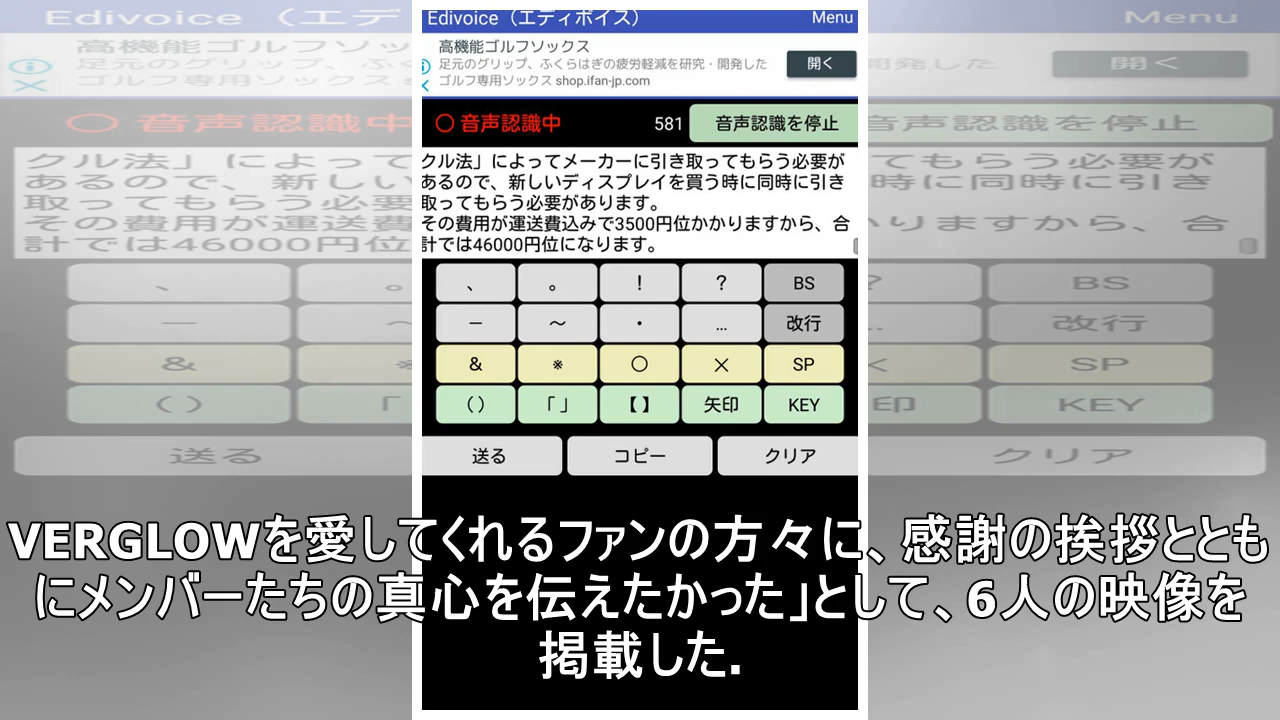 Edivoice（エディボイス）
Menu
高機能ゴルフソックス
足元のグリップ、ふくらはぎの疲労軽減を研究・開発した
ゴルフ専用ソックス shop.ifan-jp.com
開く
〇 音声認識中
581
音声認識を停止
クル法」によってメーカーに引き取ってもらう必要が
あるので、新しいディスプレイを買う時に同時に引き
取ってもらう必要があります。
その費用が運送費込みで3500円位かかりますから、合
計では46000円位になります。
、 。 ！ ？ BS
ー ～ ・ … 改行
& ※ 〇 × SP
（） 「」 【】 矢印 KEY
送る コピー クリア
VERGLOWを愛してくれるファンの方々に、感謝の挨拶ととも
にメンバーたちの真心を伝えたかった」として、6人の映像を
掲載した.